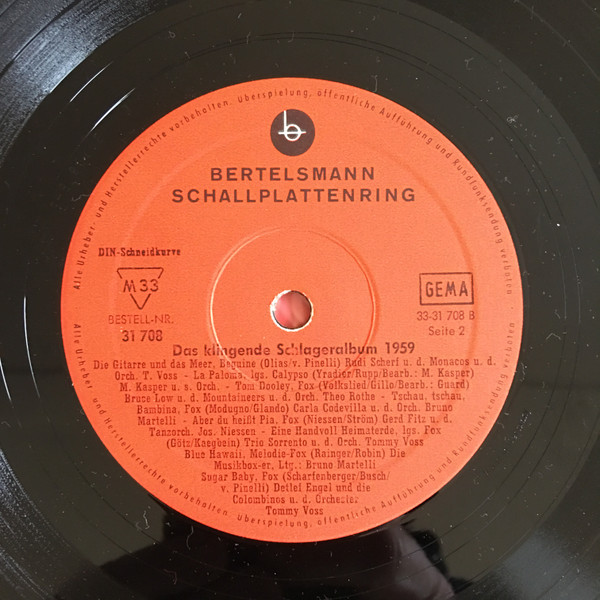 Alle Urheber- und Herstellerrechte vorbehalten. Überspielung, öffentliche Aufführung und Rundfunksendung verboten
b
BERTELSMANN
SCHALLPLATTENRING
DIN-Schneidkurve
M 33
BESTELL-NR.
31 708
GEMA
33-31 708 B
Seite 2
Das klingende Schlageralbum 1959
Die Gitarre und das Meer, Beguine (Olias/v. Pinelli) Rudi Scherf u. d. Monacos u. d.
Orch. T. Voss - La Paloma, lgs. Calypso (Yradier/Rupp/Bearb.: M. Kasper)
M. Kasper u. s. Orch. - Tom Dooley, Fox (Volkslied/Gillo/Bearb.: Guard)
Bruce Low u. d. Mountaineers u. d. Orch. Theo Rothe - Tschau, tschau,
Bambina, Fox (Modugno/Glando) Carla Codevilla u. d. Orch. Bruno
Martelli - Aber du heißt Pia, Fox (Niessen/Ström) Gerd Fitz u. d.
Tanzorch. Jos. Niessen - Eine Handvoll Heimaterde, lgs. Fox
(Götz/Kaegbein) Trio Sorrento u. d. Orch. Tommy Voss
Blue Hawaii, Melodie-Fox (Rainger/Robin) Die
Musikbox-er, Ltg.: Bruno Martelli
Sugar Baby, Fox (Scharfenberger/Busch/
v. Pinelli) Detlef Engel und die
Colombinos u. d. Orchester
Tommy Voss
Alle Urheber- und Herstellerrechte vorbehalten. Überspielung, öffentliche Aufführung und Rundfunksendung verboten